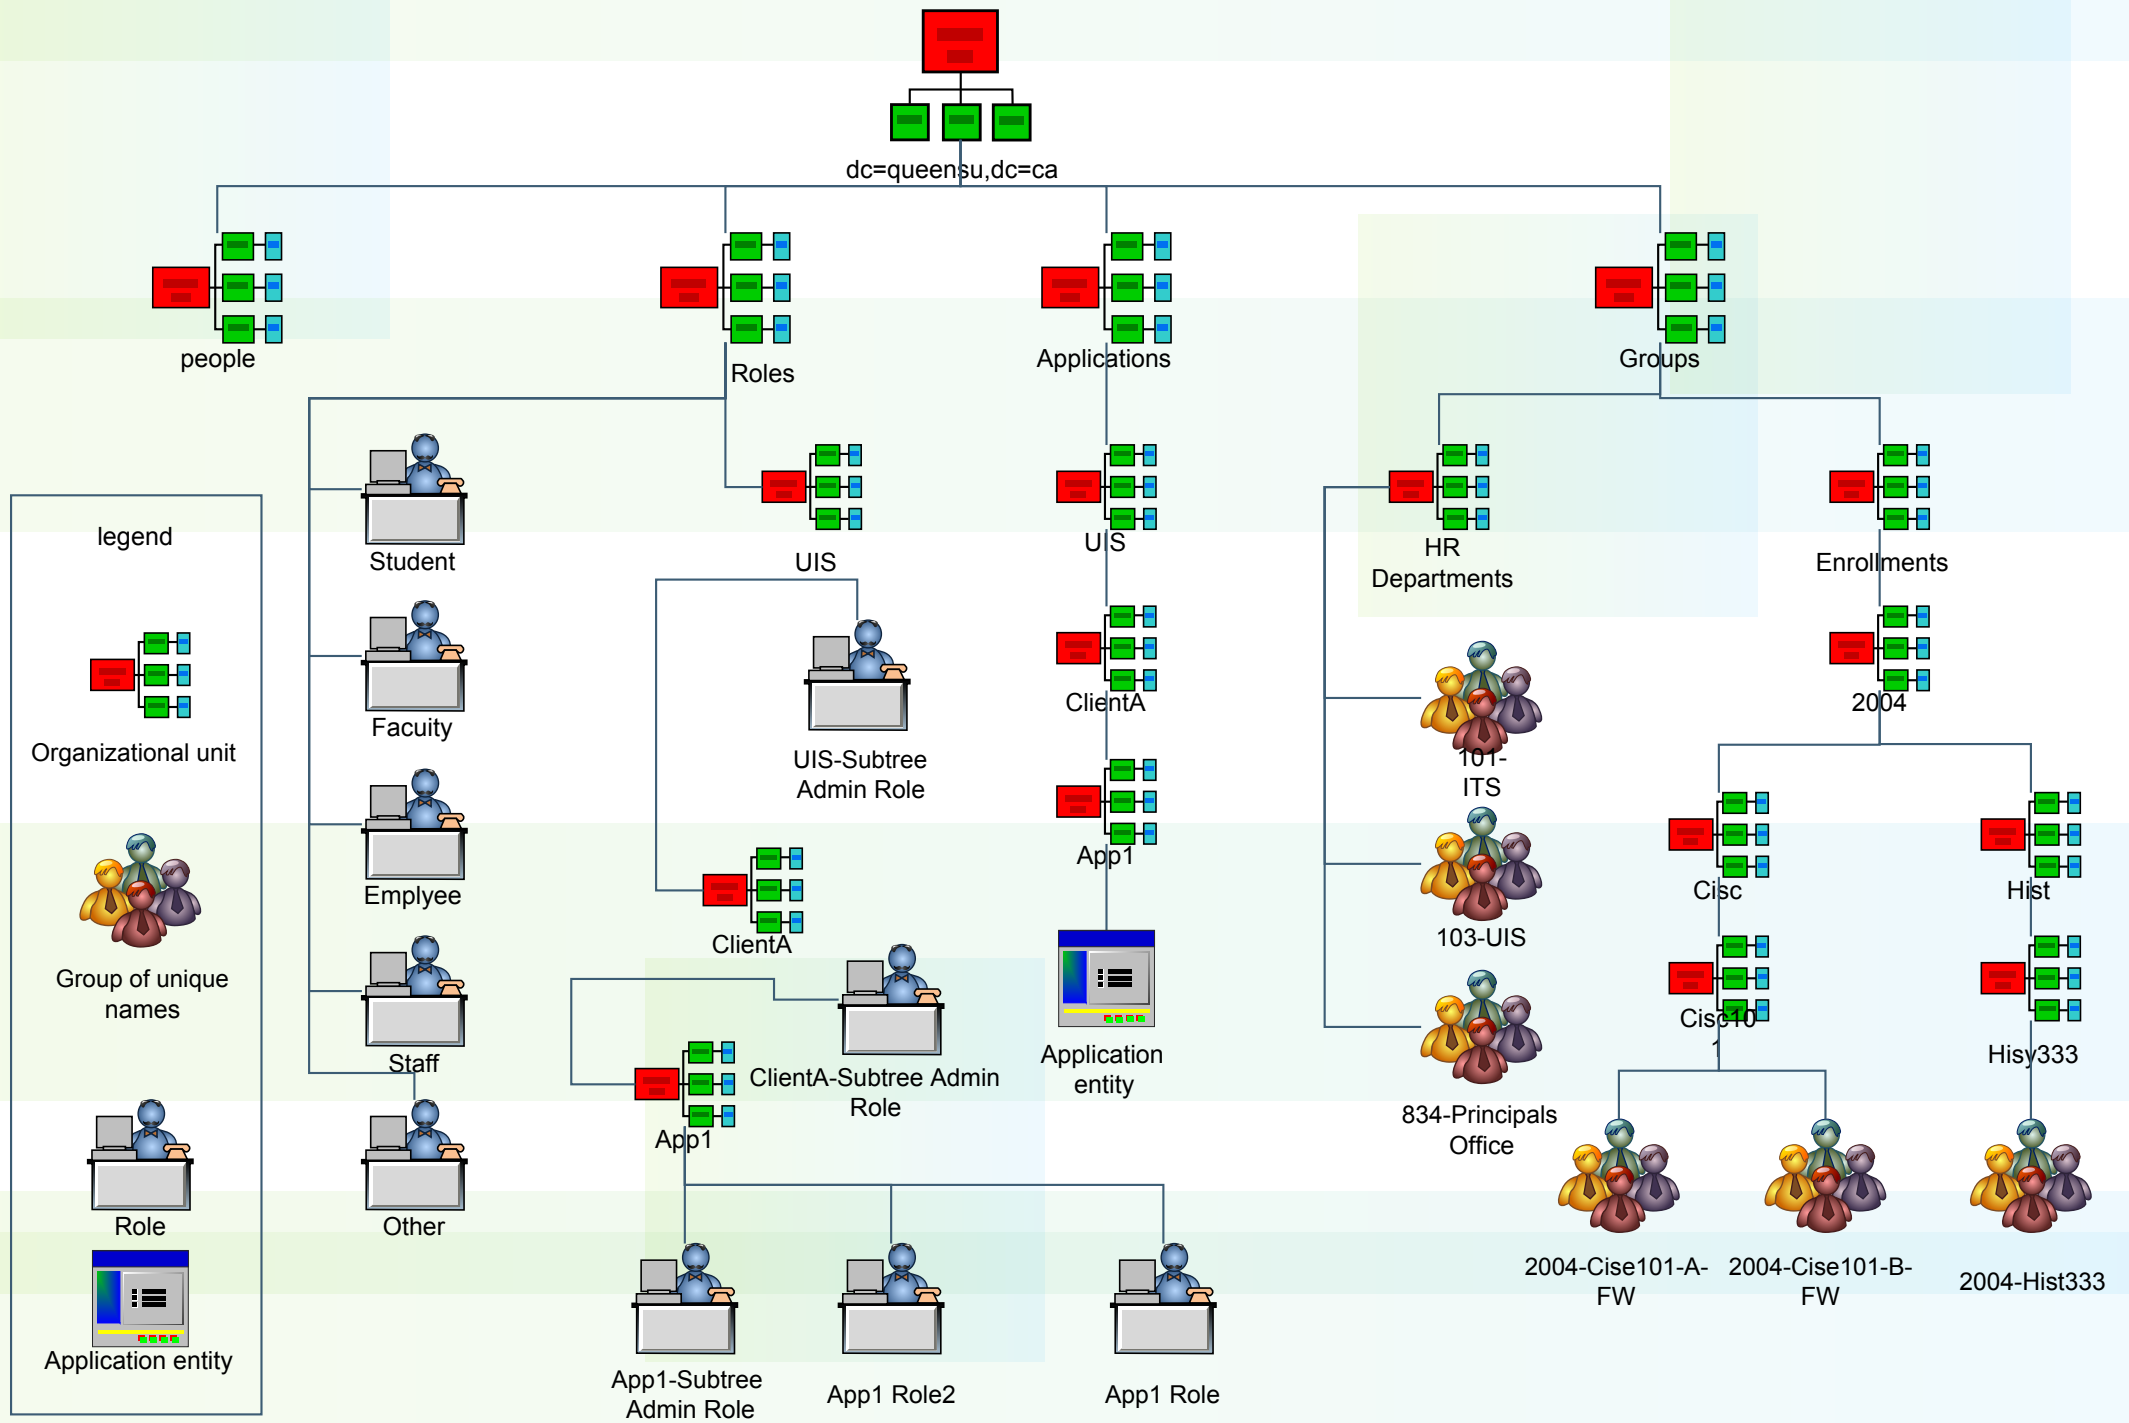 dc=queensu,dc=ca
people
Roles
Applications
Groups
legend
Organizational unit
Group of unique
names
Role
Application entity
Student
Facuity
Emplyee
Staff
Other
UIS
UIS-Subtree
Admin Role
ClientA
ClientA-Subtree Admin
Role
App1
App1-Subtree
Admin Role
App1 Role2
App1 Role
UIS
ClientA
App1
Application
entity
HR
Departments
101-
ITS
103-UIS
834-Principals
Office
Enrollments
2004
Cisc
Hist
Cisc10
1
Hisy333
2004-Cise101-A-
FW
2004-Cise101-B-
FW
2004-Hist333